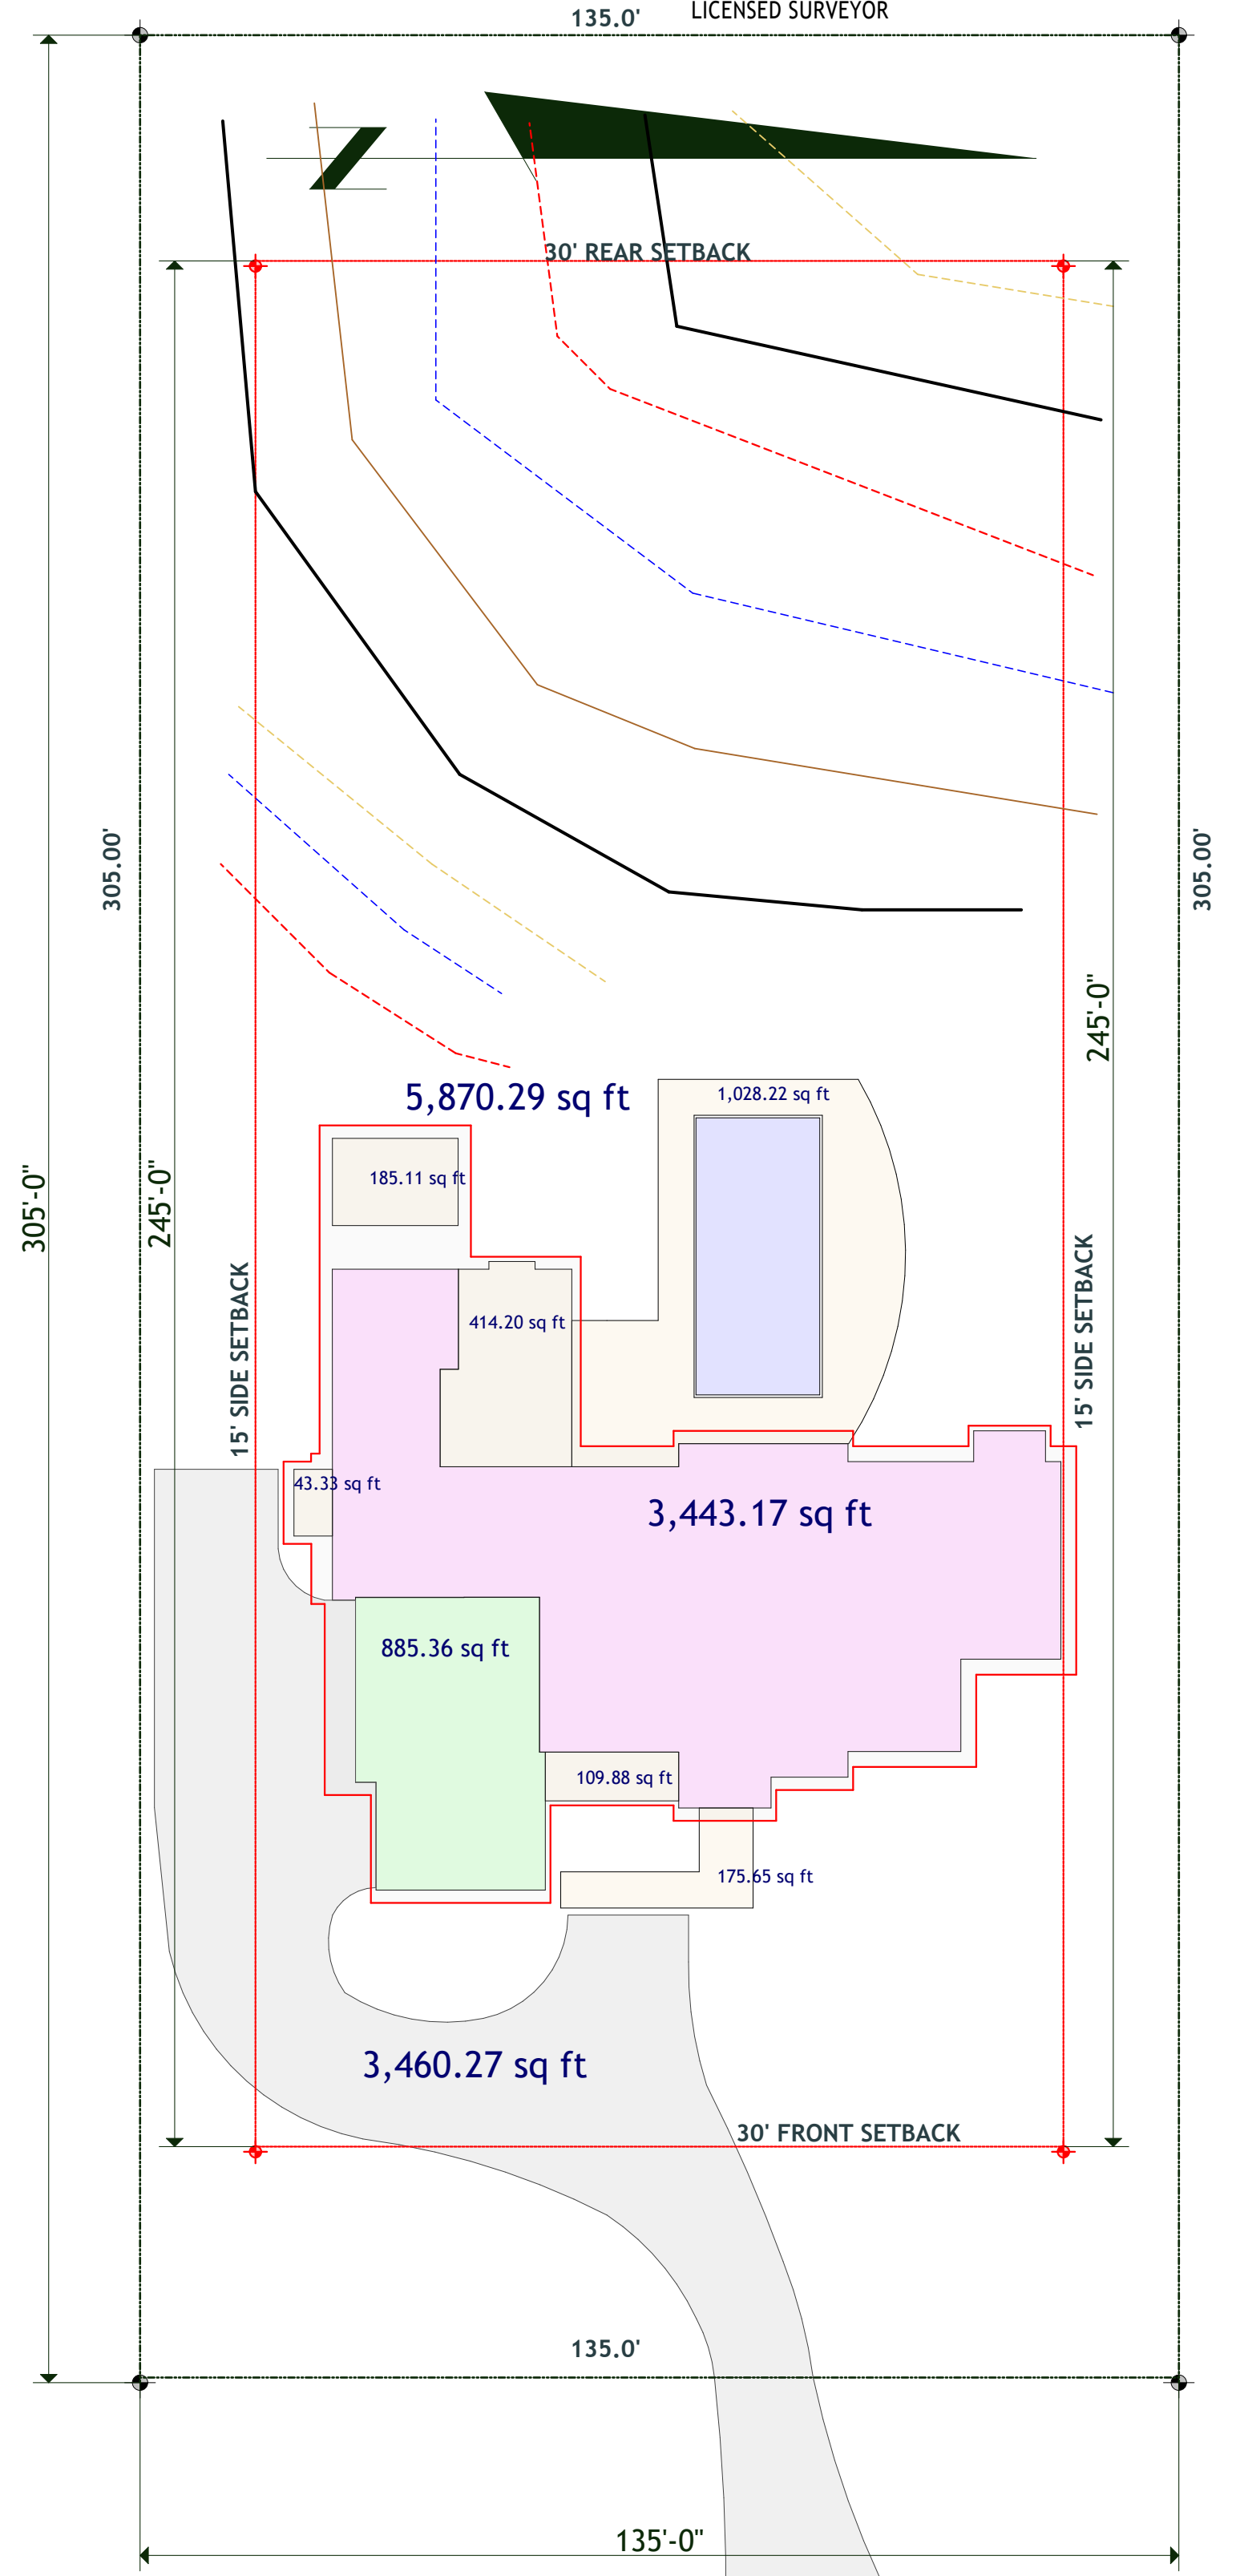 LICENSED SURVEYOR
135.0'
Z
30' REAR SETBACK
305.00'
305.00'
245'-0"
5,870.29 sq ft
1,028.22 sq ft
305'-0"
245'-0"
185.11 sq ft
15' SIDE SETBACK
15' SIDE SETBACK
414.20 sq ft
43.33 sq ft
3,443.17 sq ft
885.36 sq ft
109.88 sq ft
175.65 sq ft
3,460.27 sq ft
30' FRONT SETBACK
135.0'
135'-0"